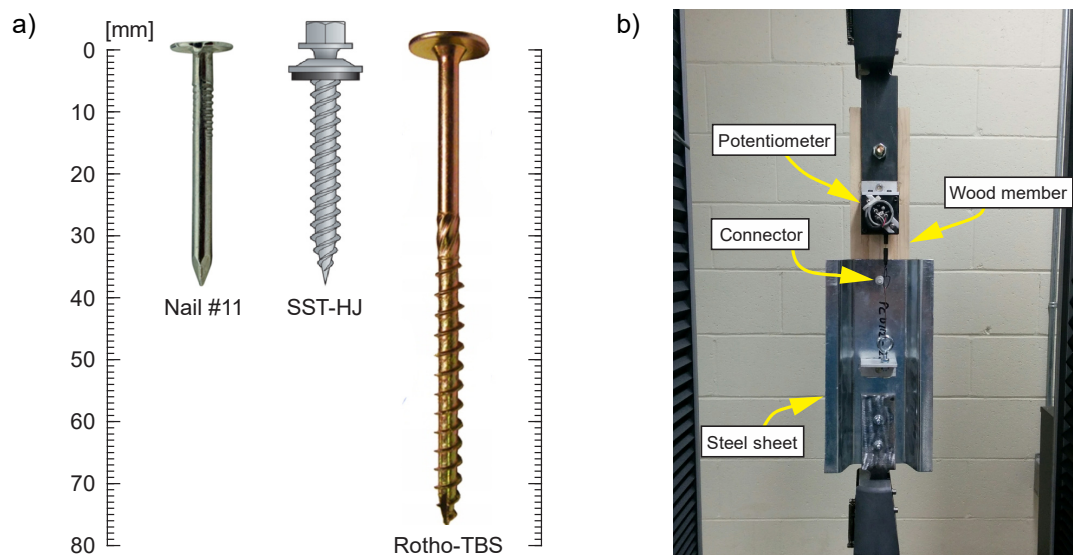 a)
[mm]
0
10
20
30
40
50
60
70
80
Nail #11
SST-HJ
Rotho-TBS
b)
Potentiometer
Wood member
Connector
Steel sheet